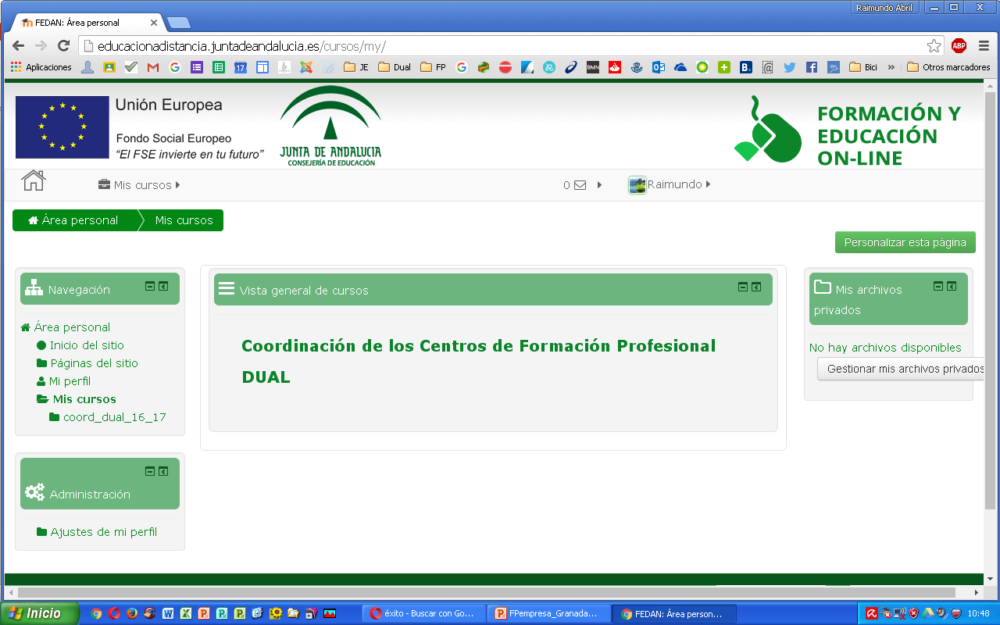 Raimundo Abril
FEDAN: Área personal
educacionadistancia.juntadeandalucia.es/cursos/my/
ABP
Aplicaciones
17
JE
Dual
FP
BMN
B.
Bici
»
Otros marcadores
Unión Europea
Fondo Social Europeo
“El FSE invierte en tu futuro”
JUNTA DE ANDALUCIA
CONSEJERÍA DE EDUCACIÓN
FORMACIÓN Y
EDUCACIÓN
ON-LINE
Mis cursos
0
Raimundo
Área personal
Mis cursos
Personalizar esta página
Navegación
Área personal
Inicio del sitio
Páginas del sitio
Mi perfil
Mis cursos
coord_dual_16_17
Administración
Ajustes de mi perfil
Vista general de cursos
Coordinación de los Centros de Formación Profesional
DUAL
Mis archivos
privados
No hay archivos disponibles
Gestionar mis archivos privados
Inicio
éxito - Buscar con Go...
FPempresa_Granada...
FEDAN: Área person...
10:48